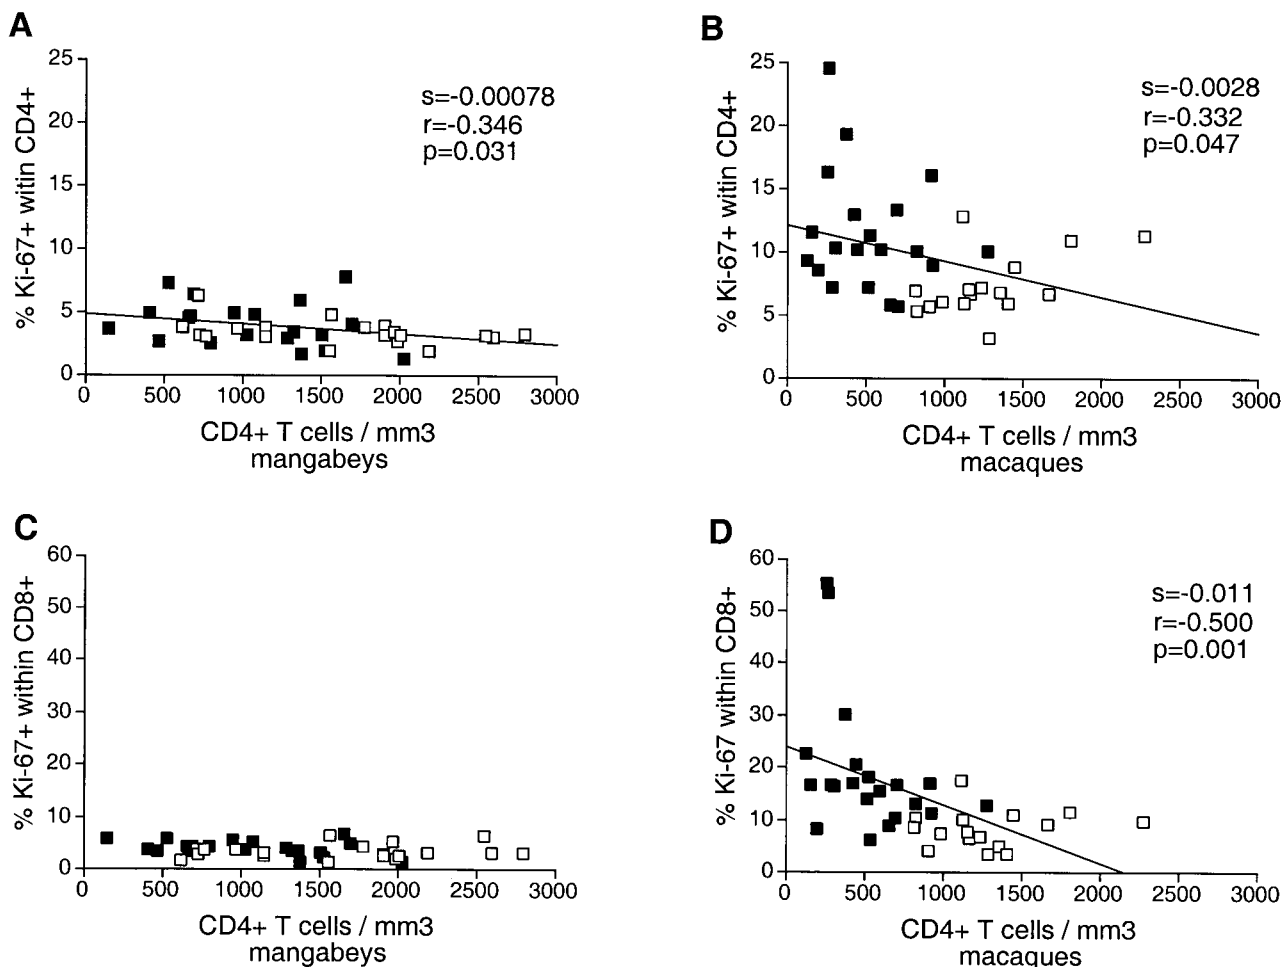 A
25
20
15
10
5
0
% Ki-67+ witin CD4+
s=-0.00078
r=-0.346
p=0.031
0 500 1000 1500 2000 2500 3000
CD4+ T cells / mm3
mangabeys
B
25
20
15
10
5
0
% Ki-67+ witin CD4+
s=-0.0028
r=-0.332
p=0.047
0 500 1000 1500 2000 2500 3000
CD4+ T cells / mm3
macaques
C
60
50
40
30
20
10
0
% Ki-67+ within CD8+
0 500 1000 1500 2000 2500 3000
CD4+ T cells / mm3
mangabeys
D
60
50
40
30
20
10
0
% Ki-67 within CD8+
s=-0.011
r=-0.500
p=0.001
0 500 1000 1500 2000 2500 3000
CD4+ T cells / mm3
macaques